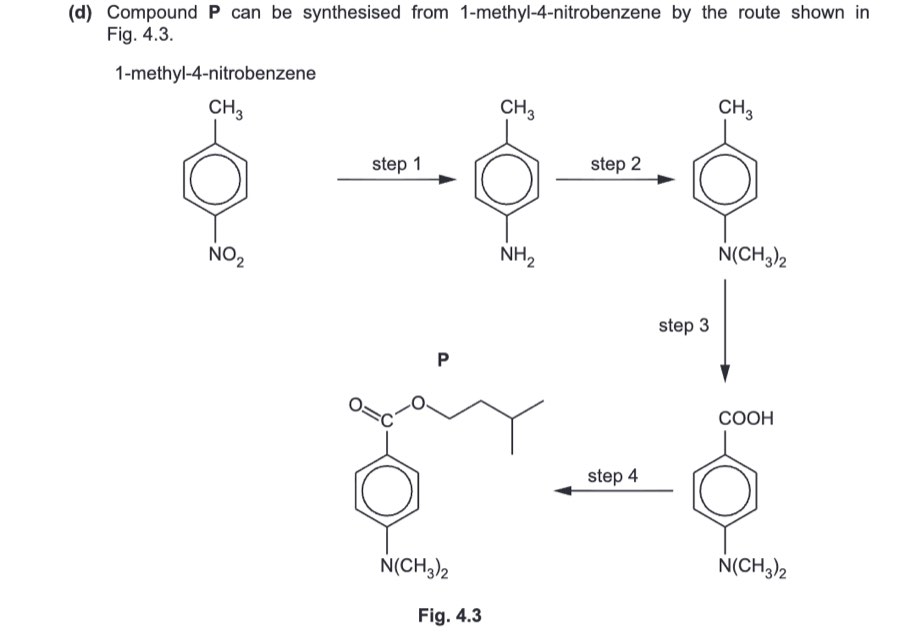 (d) Compound P can be synthesised from 1-methyl-4-nitrobenzene by the route shown in
Fig. 4.3.
1-methyl-4-nitrobenzene
CH₃
CH₃
CH₃
step 1
step 2
NO₂
NH₂
N(CH₃)₂
step 3
P
O
C
O
COOH
step 4
N(CH₃)₂
N(CH₃)₂
Fig. 4.3